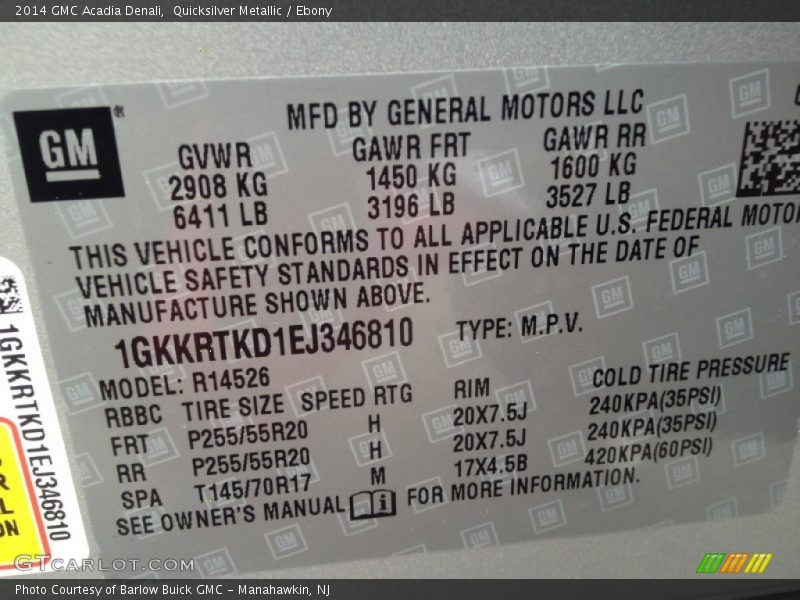 2014 GMC Acadia Denali, Quicksilver Metallic / Ebony
GM®
MFD BY GENERAL MOTORS LLC
GVWR GAWR FRT GAWR RR
2908 KG 1450 KG 1600 KG
6411 LB 3196 LB 3527 LB
THIS VEHICLE CONFORMS TO ALL APPLICABLE U.S. FEDERAL MOTOR
VEHICLE SAFETY STANDARDS IN EFFECT ON THE DATE OF
MANUFACTURE SHOWN ABOVE.
1GKKRTKD1EJ346810 TYPE: M.P.V.
MODEL: R14526
RBBC TIRE SIZE SPEED RTG RIM COLD TIRE PRESSURE
FRT P255/55R20 H 20X7.5J 240KPA(35PSI)
RR P255/55R20 H 20X7.5J 240KPA(35PSI)
SPA T145/70R17 M 17X4.5B 420KPA(60PSI)
SEE OWNER'S MANUAL FOR MORE INFORMATION.
1GKKRTKD1EJ346810
GTCARLOT.COM
Photo Courtesy of Barlow Buick GMC – Manahawkin, NJ